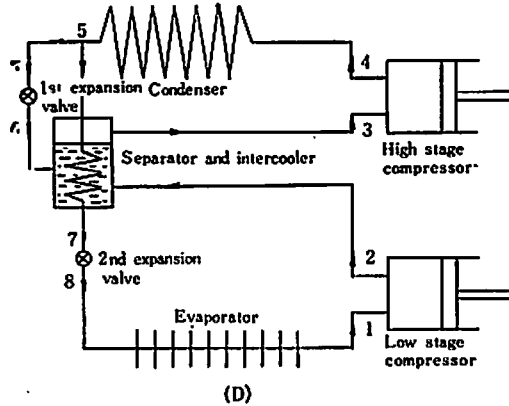 5
4
1st expansion
valve
Condenser
3
Separator and intercooler
High stage
compressor
7
2nd expansion
valve
8
2
Evaporator
1
Low stage
compressor
(D)